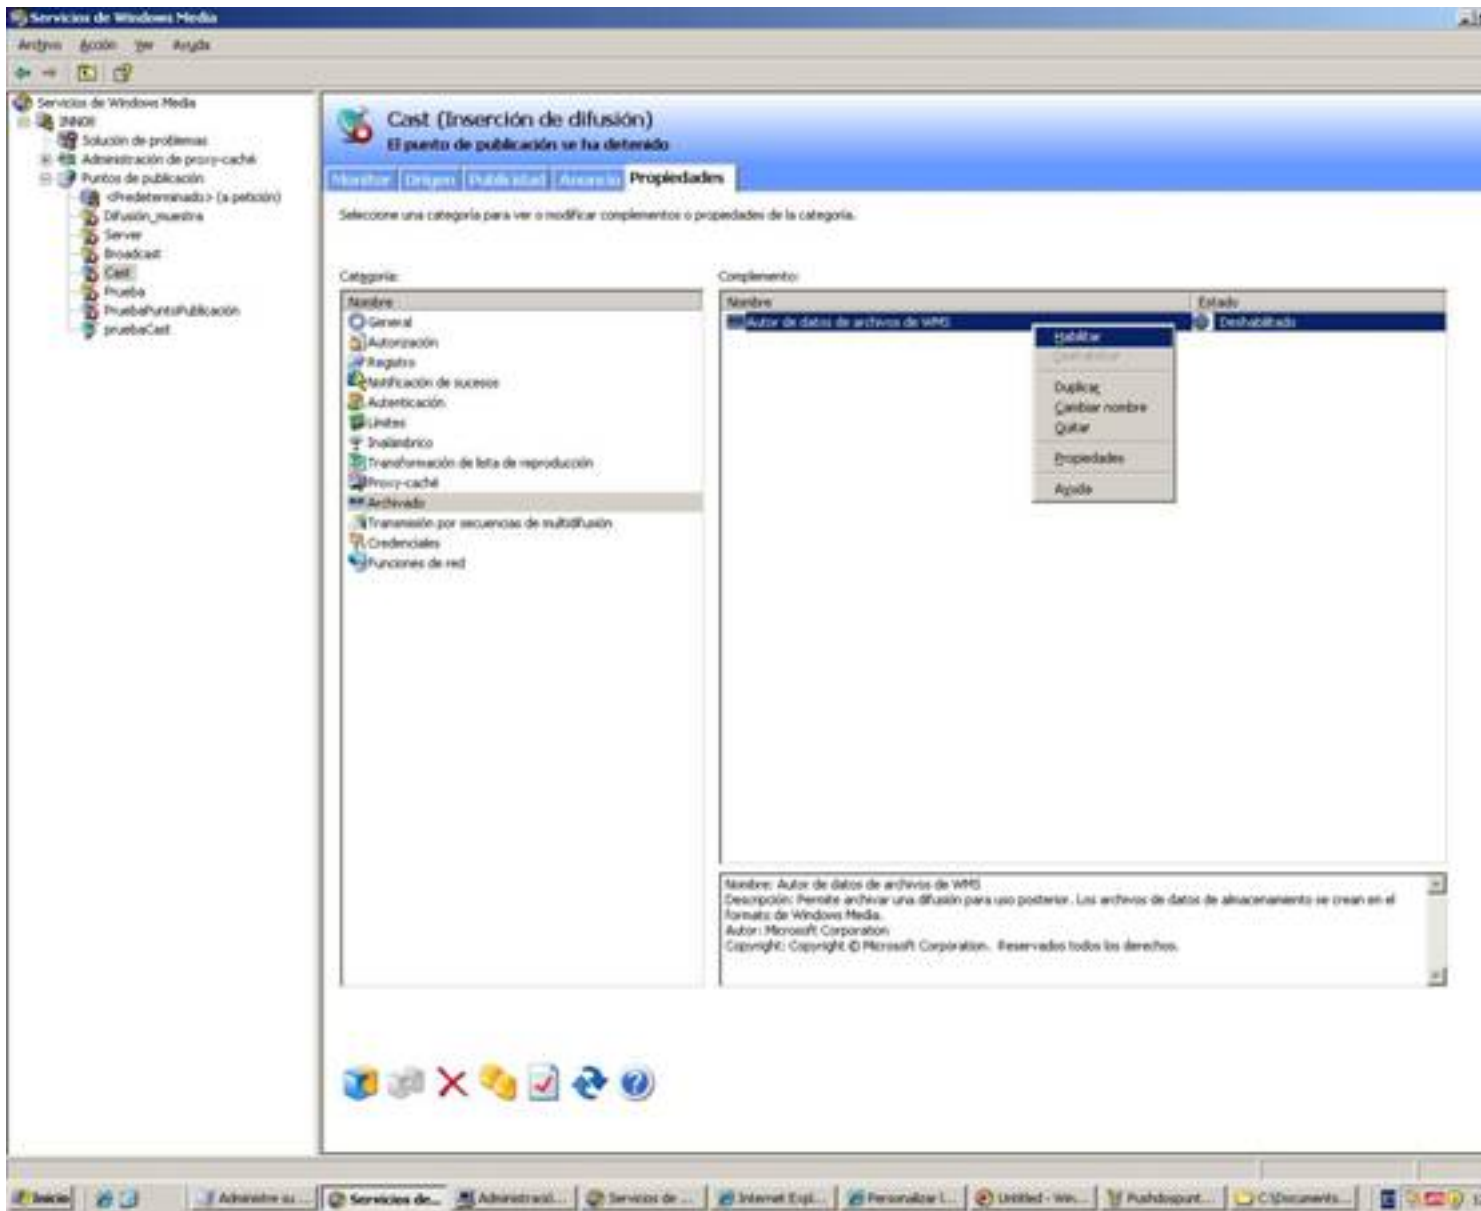 Servicios de Windows Media
Archivo Acción Ver Ayuda
Servicios de Windows Media
Solución de problemas
Administración de proxy-caché
Puntos de publicación
<Predeterminado> (a petición)
Difusión_muestra
Server
Broadcast
Cast
Prueba
PruebaPuntoPublicación
pruebaCast
Cast (Inserción de difusión)
El punto de publicación se ha detenido
Monitor Origen Publicidad Anuncio Propiedades
Seleccione una categoría para ver o modificar complementos o propiedades de la categoría.
Categoría:
Nombre
General
Autorización
Registro
Notificación de sucesos
Autenticación
Límites
Inalámbrico
Transformación de lista de reproducción
Proxy-caché
Archivado
Transmisión por secuencias de multidifusión
Credenciales
Funciones de red
Complemento:
Nombre Estado
Autor de datos de archivos de WMS Deshabilitado
Habilitar
Deshabilitar
Duplicar
Cambiar nombre
Quitar
Propiedades
Ayuda
Nombre: Autor de datos de archivos de WMS
Descripción: Permite archivar una difusión para uso posterior. Los archivos de datos de almacenamiento se crean en el
formato de Windows Media.
Autor: Microsoft Corporation
Copyright: Copyright © Microsoft Corporation. Reservados todos los derechos.
Inicio Administre su ... Servicios de... Administraci... Servicios de ... Internet Expl... Personalizar l... Untitled - Win... Pushdospunt... C:\Documents...